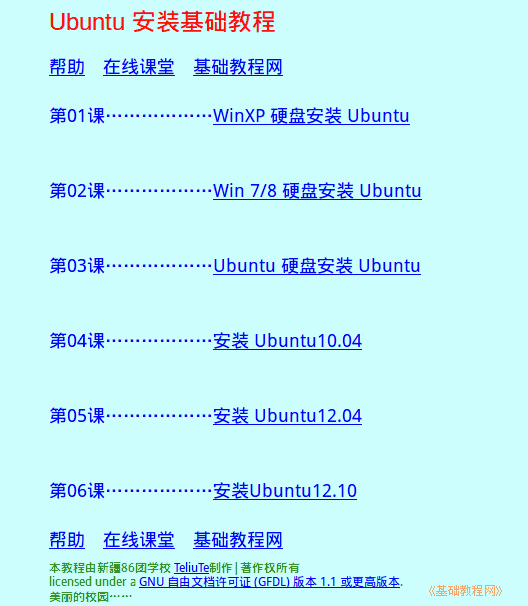 Ubuntu 安装基础教程
帮助 在线课堂 基础教程网
第01课………………WinXP 硬盘安装 Ubuntu
第02课………………Win 7/8 硬盘安装 Ubuntu
第03课………………Ubuntu 硬盘安装 Ubuntu
第04课………………安装 Ubuntu10.04
第05课………………安装 Ubuntu12.04
第06课………………安装Ubuntu12.10
帮助 在线课堂 基础教程网
本教程由新疆86团学校 TeliuTe制作 | 著作权所有
licensed under a GNU 自由文档许可证 (GFDL) 版本 1.1 或更高版本.
美丽的校园……
《基础教程网》